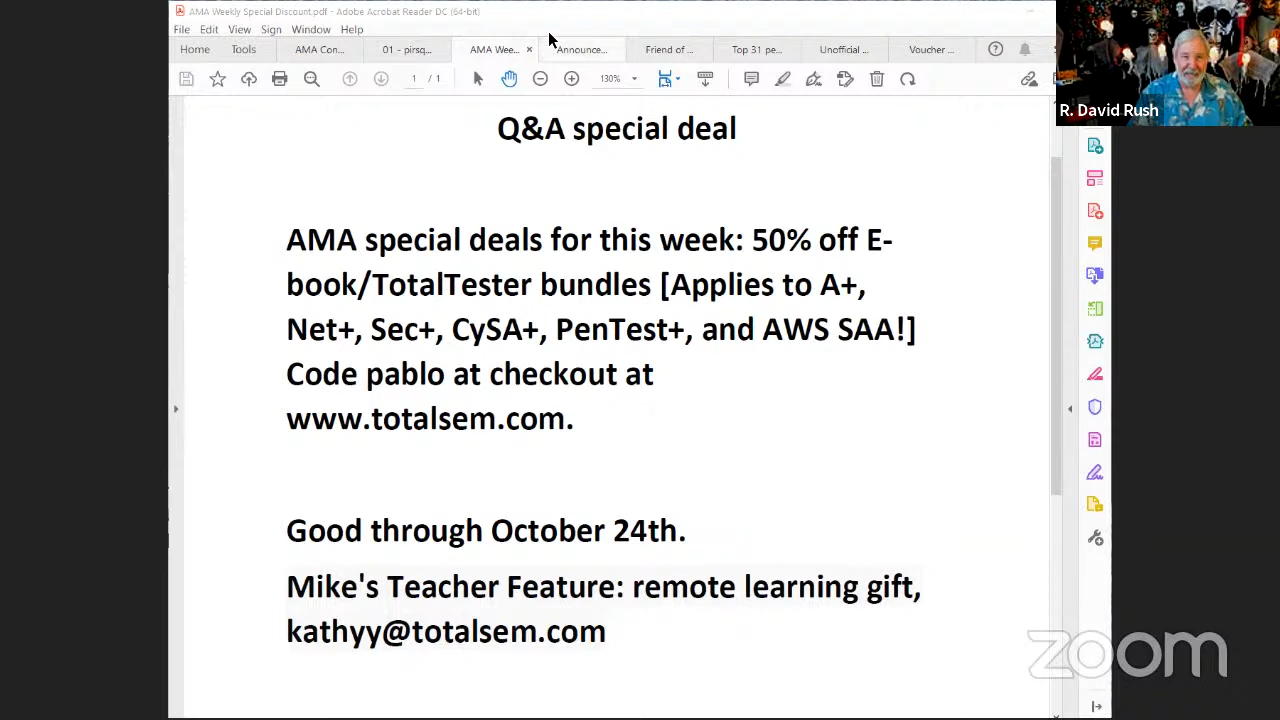 AMA Weekly Special Discount.pdf - Adobe Acrobat Reader DC (64-bit)
File Edit View Sign Window Help
Home Tools AMA Con... 01 - pirsq... AMA Wee... × Announce... Friend of ... Top 31 pe... Unofficial ... Voucher ...
1 / 1 130%
R. David Rush
Q&A special deal
AMA special deals for this week: 50% off E-
book/TotalTester bundles [Applies to A+,
Net+, Sec+, CySA+, PenTest+, and AWS SAA!]
Code pablo at checkout at
www.totalsem.com.
Good through October 24th.
Mike's Teacher Feature: remote learning gift,
kathyy@totalsem.com
zoom